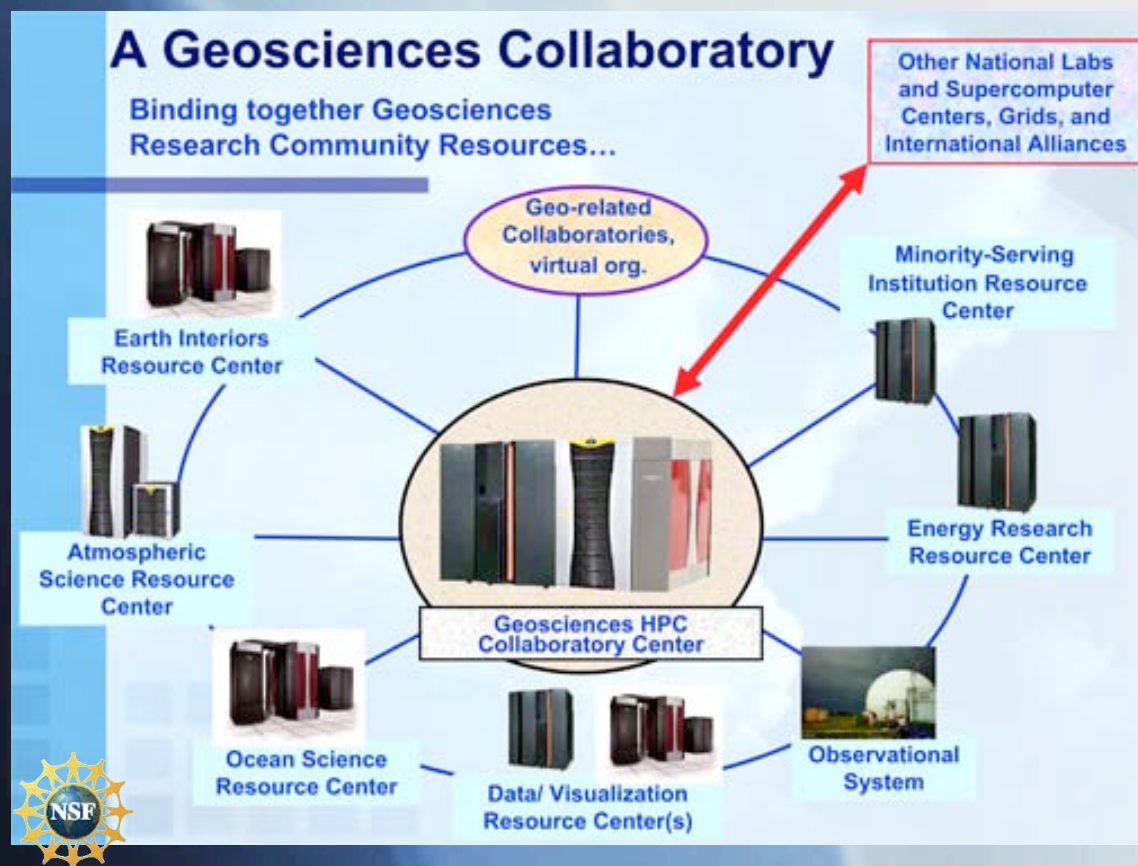 A Geosciences Collaboratory
Binding together Geosciences
Research Community Resources...
Other National Labs
and Supercomputer
Centers, Grids, and
International Alliances
Geo-related
Collaboratories,
virtual org.
Minority-Serving
Institution Resource
Center
Earth Interiors
Resource Center
Energy Research
Resource Center
Atmospheric
Science Resource
Center
Geosciences HPC
Collaboratory Center
Observational
System
Ocean Science
Resource Center
Data/ Visualization
Resource Center(s)
NSF